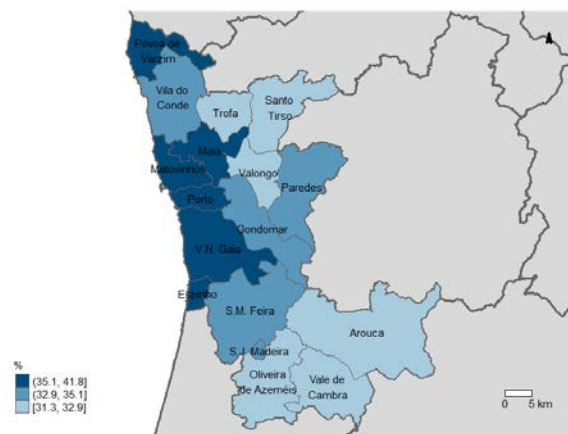 Póvoa de
Varzim
Vila do
Conde
Trofa
Santo
Tirso
Maia
Matosinhos
Valongo
Paredes
Porto
Gondomar
V.N. Gaia
Espinho
S.M. Feira
Arouca
S.J. Madeira
Oliveira
de Azeméis
Vale de
Cambra
%
(35.1, 41.8]
(32.9, 35.1]
[31.3, 32.9]
0 5 km